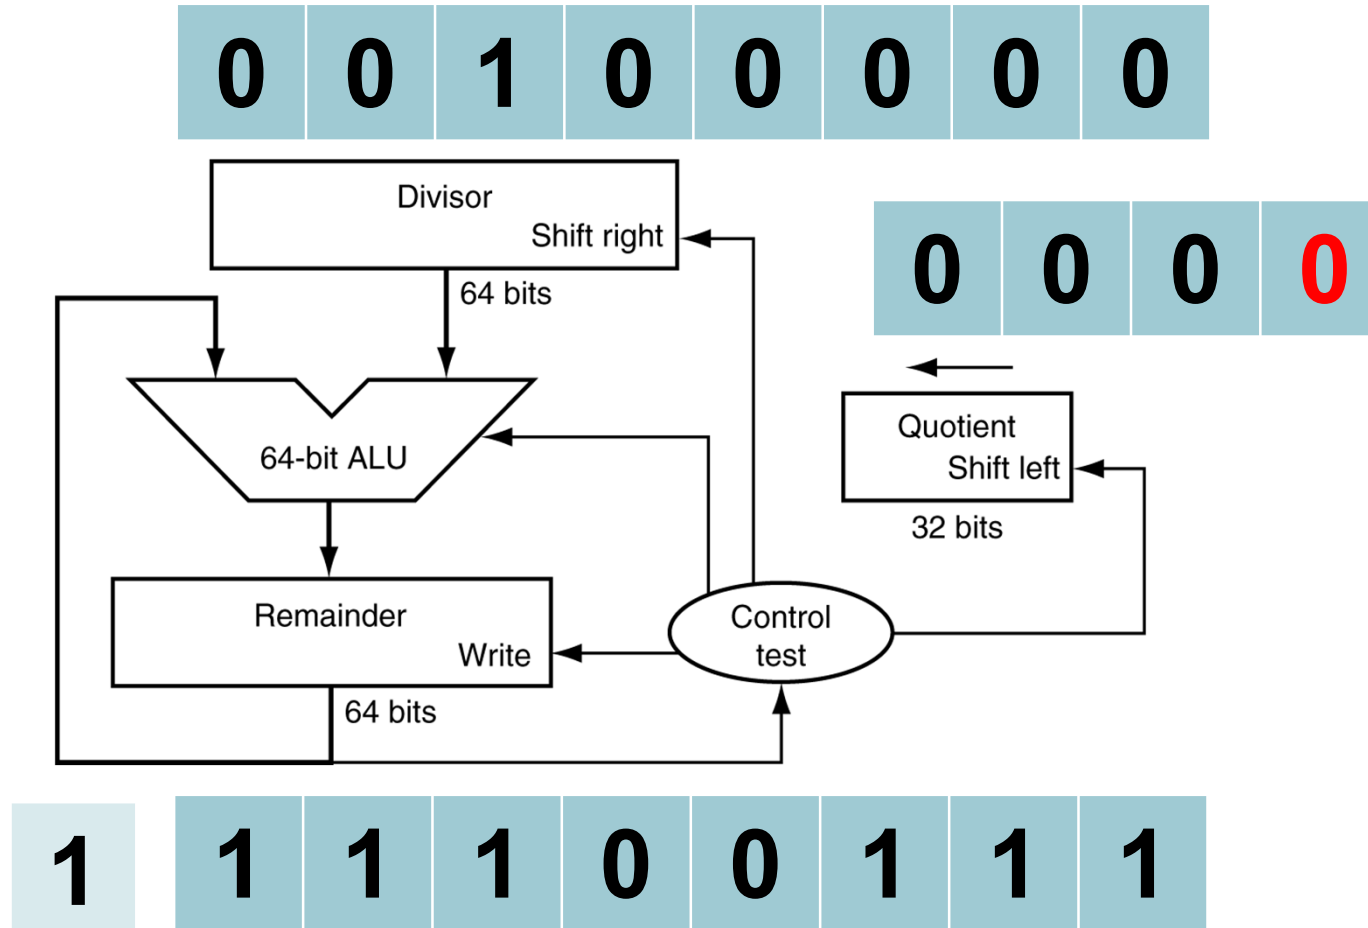 0 0 1 0 0 0 0 0
Divisor
Shift right
64 bits
0 0 0 0
64-bit ALU
Quotient
Shift left
32 bits
Remainder
Write
Control
test
64 bits
1 1 1 1 0 0 1 1 1